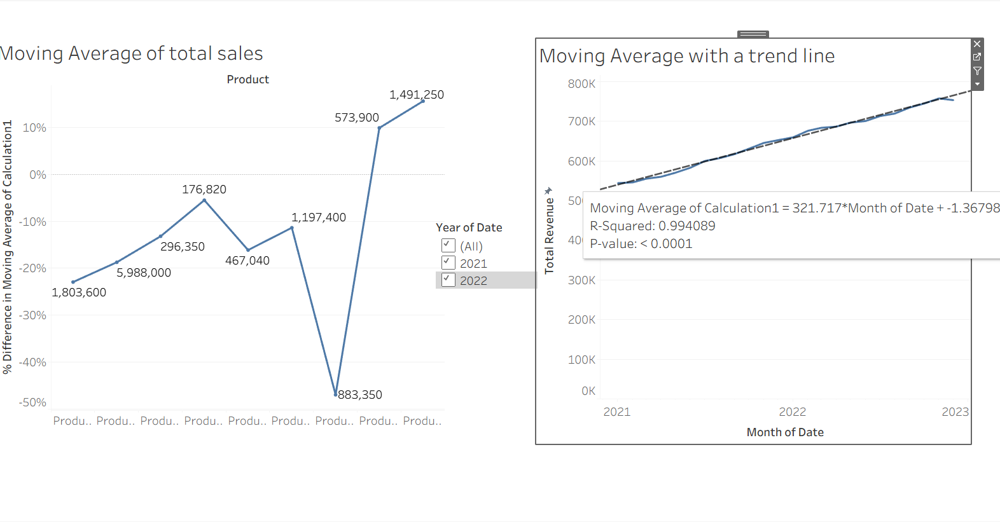 Moving Average of total sales
Product
% Difference in Moving Average of Calculation1
10%
0%
-10%
-20%
-30%
-40%
-50%
1,803,600
5,988,000
296,350
176,820
467,040
1,197,400
883,350
573,900
1,491,250
Produ.. Produ.. Produ.. Produ.. Produ.. Produ.. Produ.. Produ.. Produ..
Year of Date
(All)
2021
2022
Moving Average with a trend line
Total Revenue
800K
700K
600K
50
40
300K
200K
100K
0K
Moving Average of Calculation1 = 321.717*Month of Date + -1.36798
R-Squared: 0.994089
P-value: < 0.0001
2021 2022 2023
Month of Date